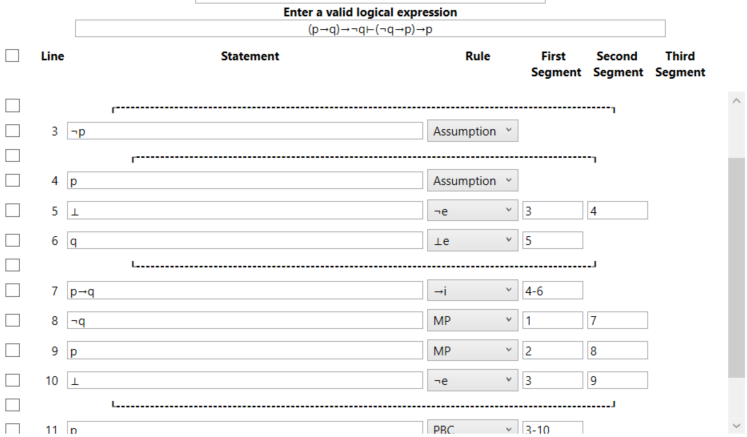 Enter a valid logical expression
(p→q)→¬q⊢(¬q→p)→p
Line Statement Rule First Segment Second Segment Third Segment
3 ¬p Assumption
4 p Assumption
5 ⊥ ¬e 3 4
6 q ⊥e 5
7 p→q →i 4-6
8 ¬q MP 1 7
9 p MP 2 8
10 ⊥ ¬e 3 9
11 p PBC 3-10